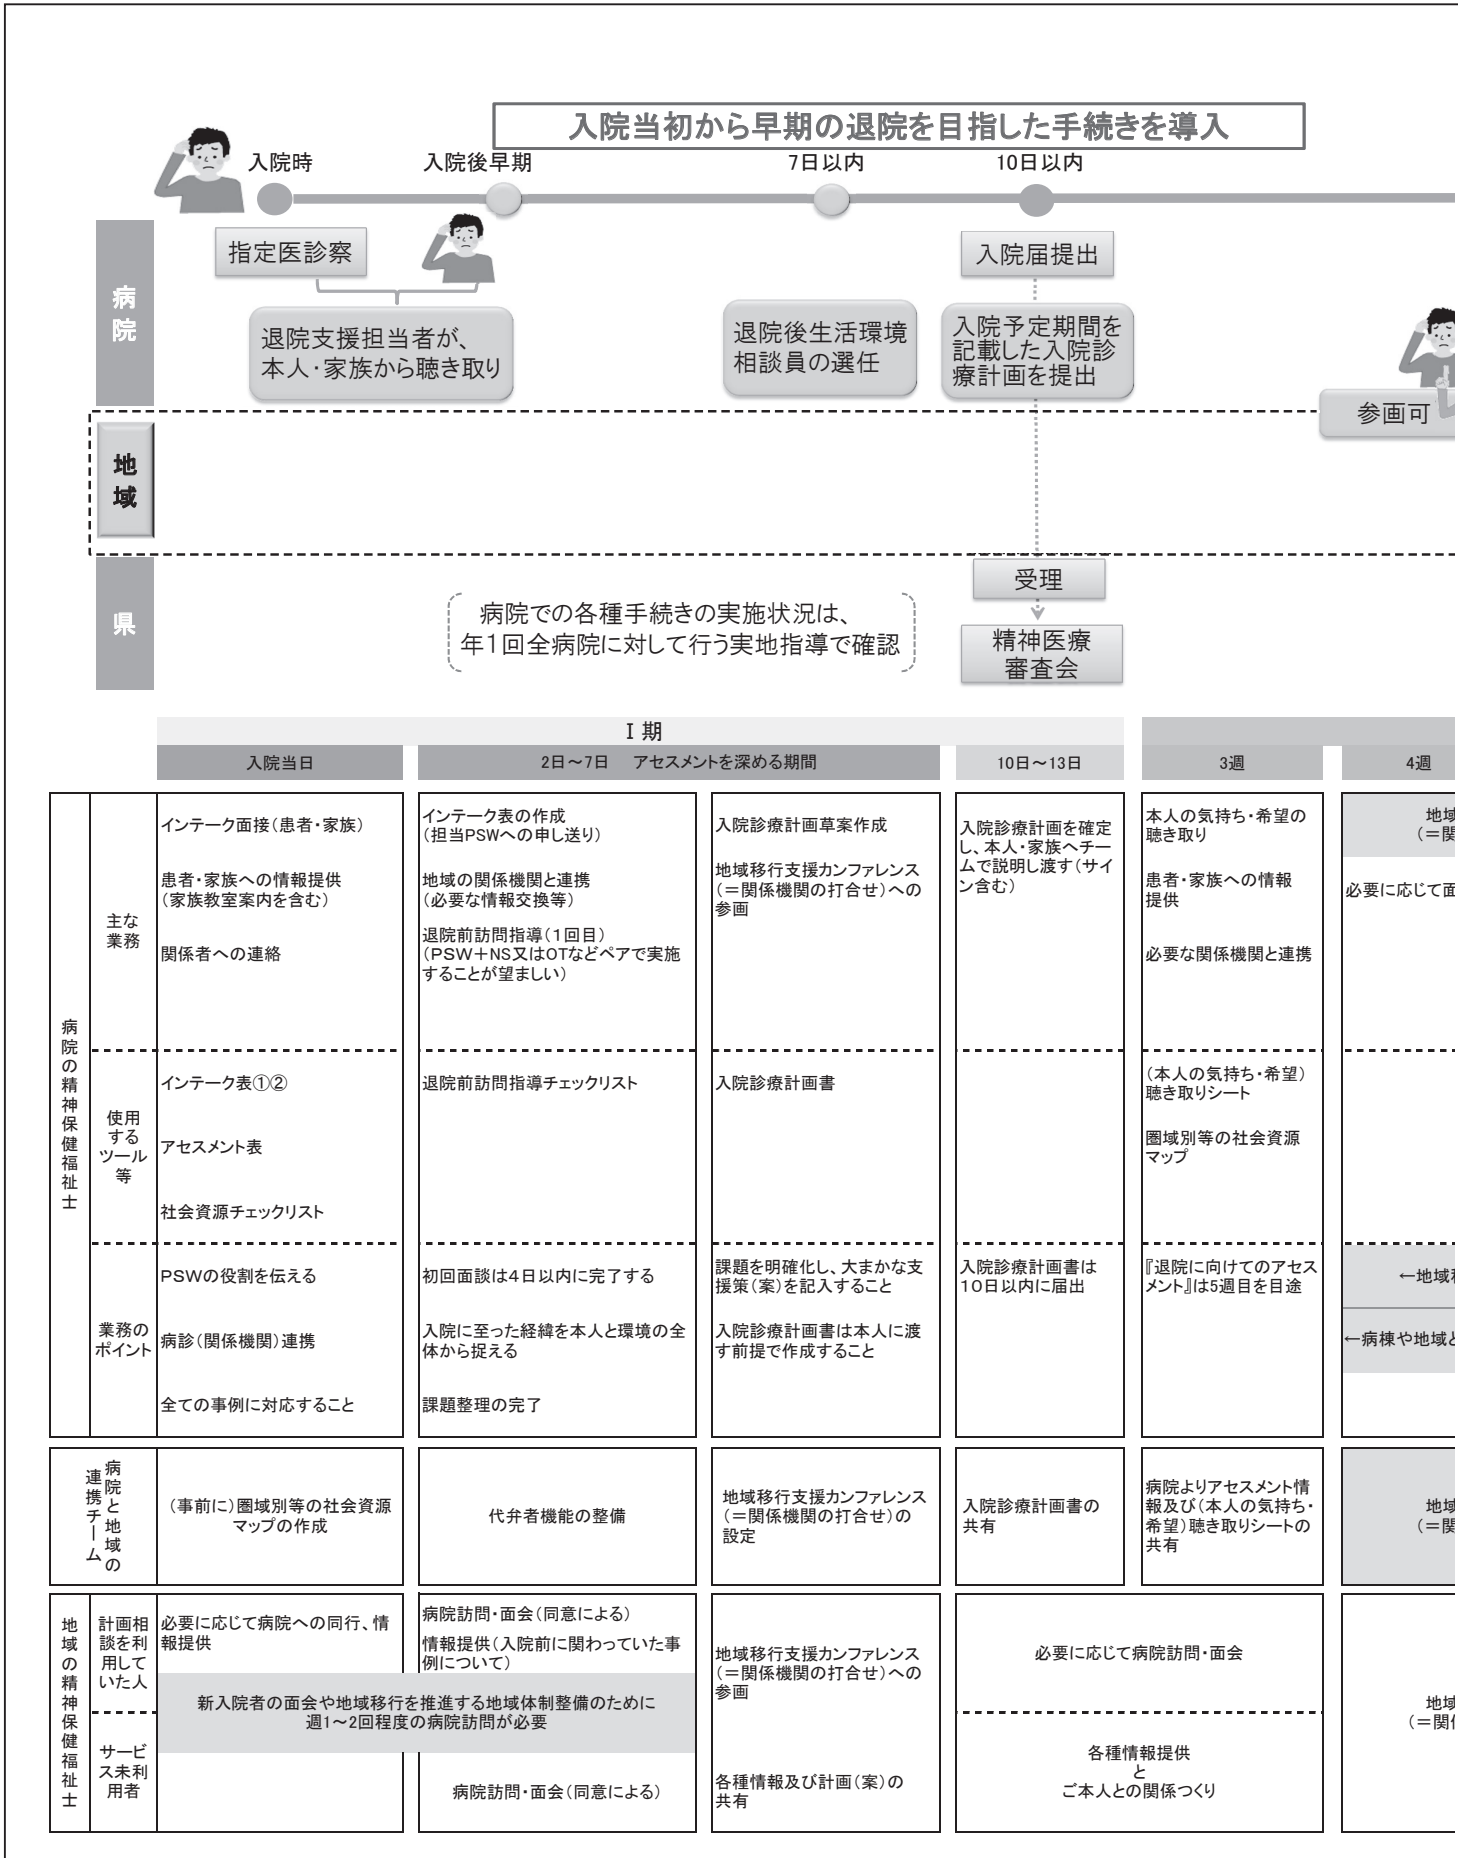 入院当初から早期の退院を目指した手続きを導入
入院時
入院後早期
7日以内
10日以内
病院
指定医診察
退院支援担当者が、
本人・家族から聴き取り
退院後生活環境
相談員の選任
入院届提出
入院予定期間を
記載した入院診
療計画を提出
参画可
地域
県
病院での各種手続きの実施状況は、
年1回全病院に対して行う実地指導で確認
受理
精神医療
審査会
Ⅰ期
入院当日
2日～7日 アセスメントを深める期間
10日～13日
3週
4週
病院の精神保健福祉士
主な
業務
インテーク面接(患者・家族)
患者・家族への情報提供
(家族教室案内を含む)
関係者への連絡
インテーク表の作成
(担当PSWへの申し送り)
地域の関係機関と連携
(必要な情報交換等)
退院前訪問指導(1回目)
(PSW＋NS又はOTなどペアで実施
することが望ましい)
入院診療計画草案作成
地域移行支援カンファレンス
(＝関係機関の打合せ)への
参画
入院診療計画を確定
し、本人・家族へチー
ムで説明し渡す(サイ
ン含む)
本人の気持ち・希望の
聴き取り
患者・家族への情報
提供
必要な関係機関と連携
地域
(＝関
必要に応じて面
使用
する
ツール
等
インテーク表①②
アセスメント表
社会資源チェックリスト
退院前訪問指導チェックリスト
入院診療計画書
(本人の気持ち・希望)
聴き取りシート
圏域別等の社会資源
マップ
業務の
ポイント
PSWの役割を伝える
病診(関係機関)連携
全ての事例に対応すること
初回面談は4日以内に完了する
入院に至った経緯を本人と環境の全
体から捉える
課題整理の完了
課題を明確化し、大まかな支
援策(案)を記入すること
入院診療計画書は本人に渡
す前提で作成すること
入院診療計画書は
10日以内に届出
『退院に向けてのアセス
メント』は5週目を目途
←地域移
←病棟や地域と
病院と地域の
連携チーム
(事前に)圏域別等の社会資源
マップの作成
代弁者機能の整備
地域移行支援カンファレンス
(＝関係機関の打合せ)の
設定
入院診療計画書の
共有
病院よりアセスメント情
報及び(本人の気持ち・
希望)聴き取りシートの
共有
地域
(＝関
地域の精神保健福祉士
計画相
談を利
用して
いた人
必要に応じて病院への同行、情
報提供
病院訪問・面会(同意による)
情報提供(入院前に関わっていた事
例について)
地域移行支援カンファレンス
(＝関係機関の打合せ)への
参画
必要に応じて病院訪問・面会
新入院者の面会や地域移行を推進する地域体制整備のために
週1～2回程度の病院訪問が必要
サービ
ス未利
用者
病院訪問・面会(同意による)
各種情報及び計画(案)の
共有
各種情報提供
と
ご本人との関係つくり
地域
(＝関